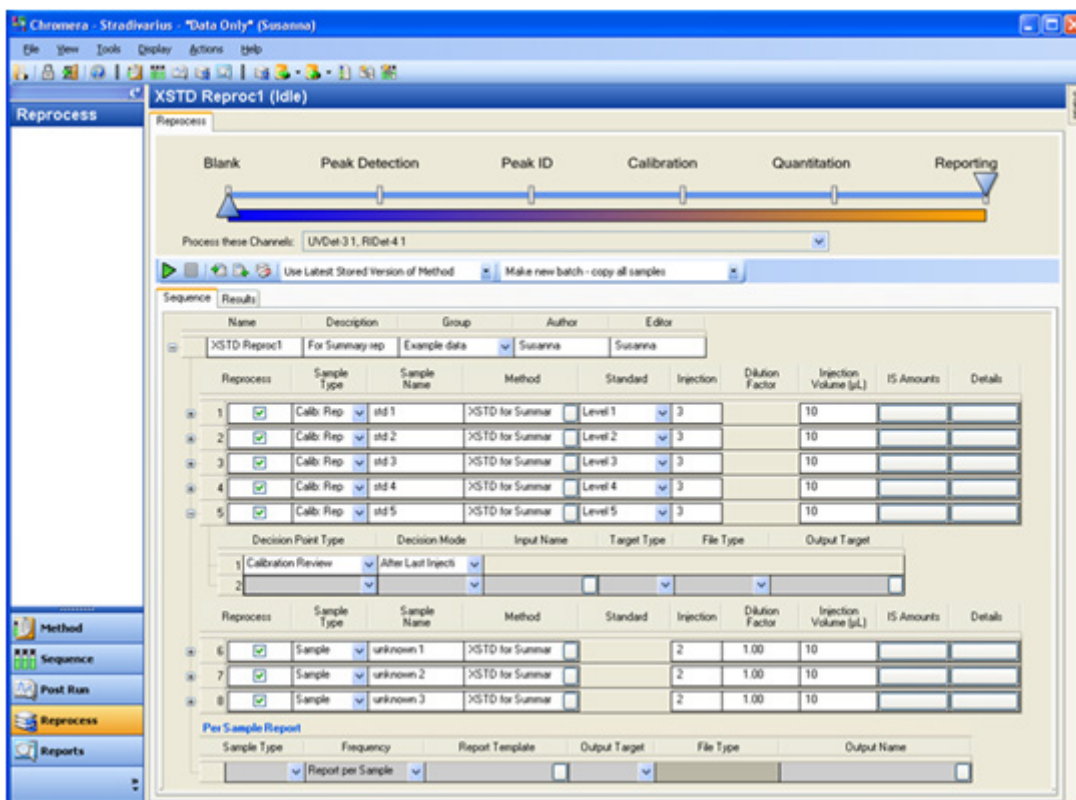 Chromera - Stradivarius - "Data Only" (Susanna)
File View Tools Display Actions Help
Reprocess
XSTD Reproc1 (Idle)
Reprocess
Blank Peak Detection Peak ID Calibration Quantitation Reporting
Process these Channels: UVDet-3 1, RIDet-4 1
Use Latest Stored Version of Method Make new batch - copy all samples
Sequence Results
Name Description Group Author Editor
XSTD Reproc1 For Summary rep Example data Susanna Susanna
Reprocess Sample Type Sample Name Method Standard Injection Dilution Factor Injection Volume (µL) IS Amounts Details
1 Calib: Rep std 1 XSTD for Summar Level 1 3 10
2 Calib: Rep std 2 XSTD for Summar Level 2 3 10
3 Calib: Rep std 3 XSTD for Summar Level 3 3 10
4 Calib: Rep std 4 XSTD for Summar Level 4 3 10
5 Calib: Rep std 5 XSTD for Summar Level 5 3 10
Decision Point Type Decision Mode Input Name Target Type File Type Output Target
1 Calibration Review After Last Injecti
2
Reprocess Sample Type Sample Name Method Standard Injection Dilution Factor Injection Volume (µL) IS Amounts Details
6 Sample unknown 1 XSTD for Summar 2 1.00 10
7 Sample unknown 2 XSTD for Summar 2 1.00 10
8 Sample unknown 3 XSTD for Summar 2 1.00 10
Per Sample Report
Sample Type Frequency Report Template Output Target File Type Output Name
Report per Sample
Method
Sequence
Post Run
Reprocess
Reports